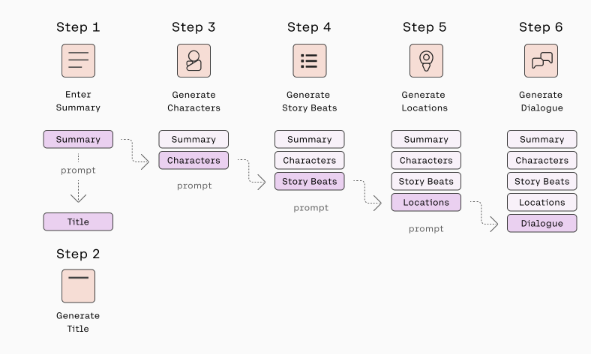 Step 1
Enter
Summary
Summary
prompt
Title
Step 2
Generate
Title
Step 3
Generate
Characters
Summary
Characters
prompt
Step 4
Generate
Story Beats
Summary
Characters
Story Beats
prompt
Step 5
Generate
Locations
Summary
Characters
Story Beats
Locations
prompt
Step 6
Generate
Dialogue
Summary
Characters
Story Beats
Locations
Dialogue